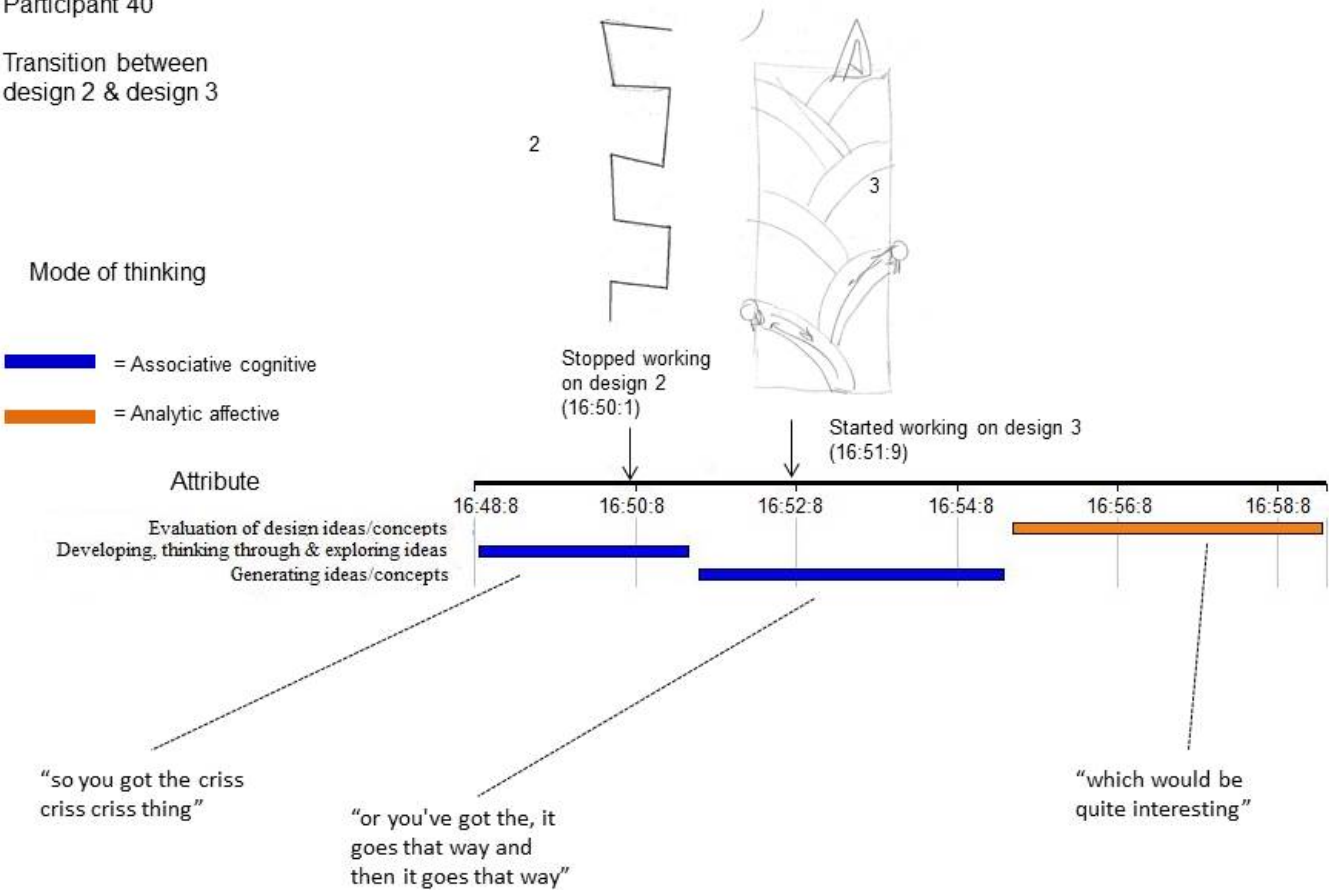 Participant 40
Transition between
design 2 & design 3
2
3
Mode of thinking
= Associative cognitive
= Analytic affective
Stopped working
on design 2
(16:50:1)
Started working on design 3
(16:51:9)
Attribute
16:48:8 16:50:8 16:52:8 16:54:8 16:56:8 16:58:8
Evaluation of design ideas/concepts
Developing, thinking through & exploring ideas
Generating ideas/concepts
“so you got the criss
criss criss thing”
“or you've got the, it
goes that way and
then it goes that way”
“which would be
quite interesting”